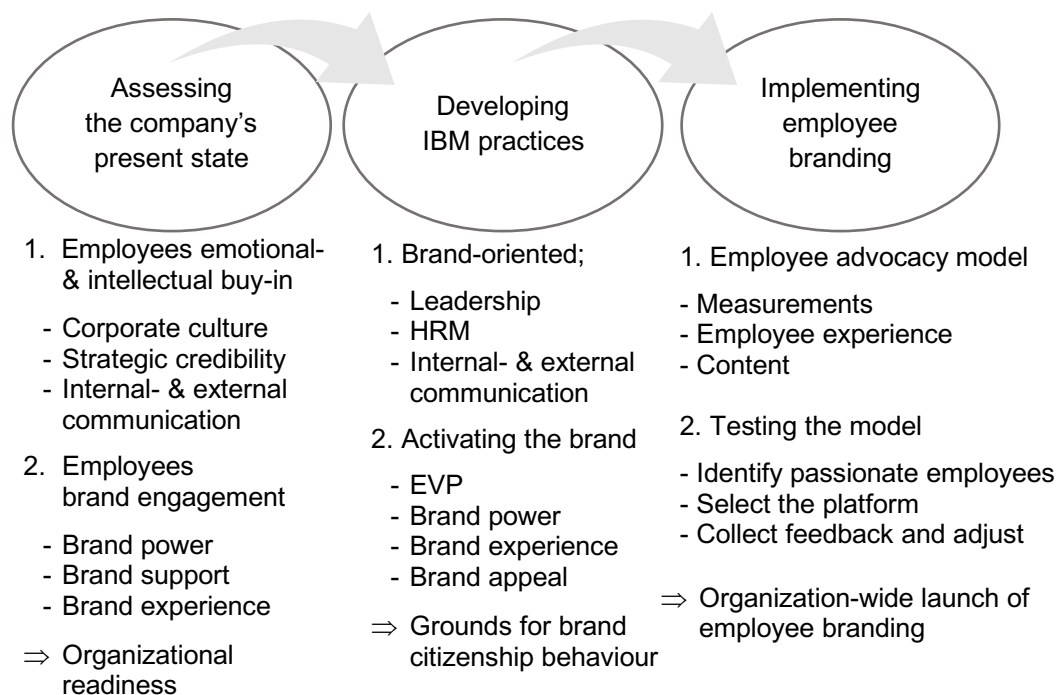 Assessing
the company's
present state
1. Employees emotional-
& intellectual buy-in
- Corporate culture
- Strategic credibility
- Internal- & external
communication
2. Employees
brand engagement
- Brand power
- Brand support
- Brand experience
⇒ Organizational
readiness
Developing
IBM practices
1. Brand-oriented;
- Leadership
- HRM
- Internal- & external
communication
2. Activating the brand
- EVP
- Brand power
- Brand experience
- Brand appeal
⇒ Grounds for brand
citizenship behaviour
Implementing
employee
branding
1. Employee advocacy model
- Measurements
- Employee experience
- Content
2. Testing the model
- Identify passionate employees
- Select the platform
- Collect feedback and adjust
⇒ Organization-wide launch of
employee branding